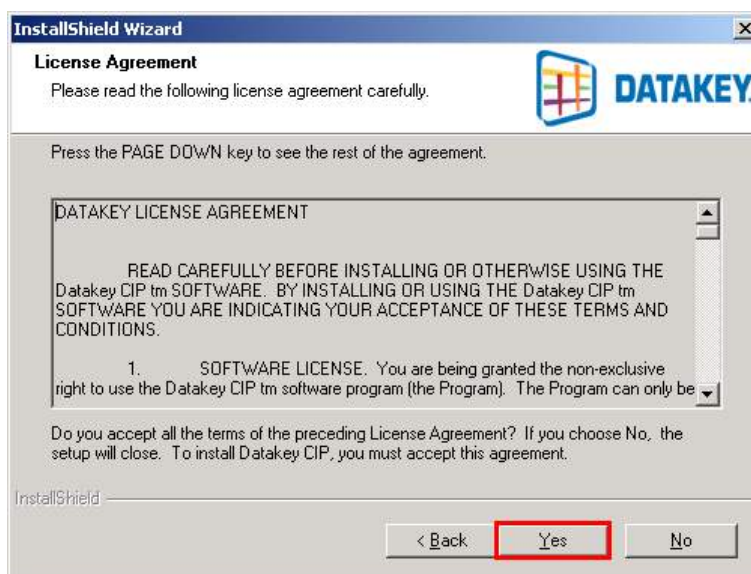 InstallShield Wizard
License Agreement
Please read the following license agreement carefully.
DATAKEY
Press the PAGE DOWN key to see the rest of the agreement.
DATAKEY LICENSE AGREEMENT
READ CAREFULLY BEFORE INSTALLING OR OTHERWISE USING THE
Datakey CIP tm SOFTWARE. BY INSTALLING OR USING THE Datakey CIP tm
SOFTWARE YOU ARE INDICATING YOUR ACCEPTANCE OF THESE TERMS AND
CONDITIONS.
1. SOFTWARE LICENSE. You are being granted the non-exclusive
right to use the Datakey CIP tm software program (the Program). The Program can only be
Do you accept all the terms of the preceding License Agreement? If you choose No, the
setup will close. To install Datakey CIP, you must accept this agreement.
InstallShield
< Back Yes No